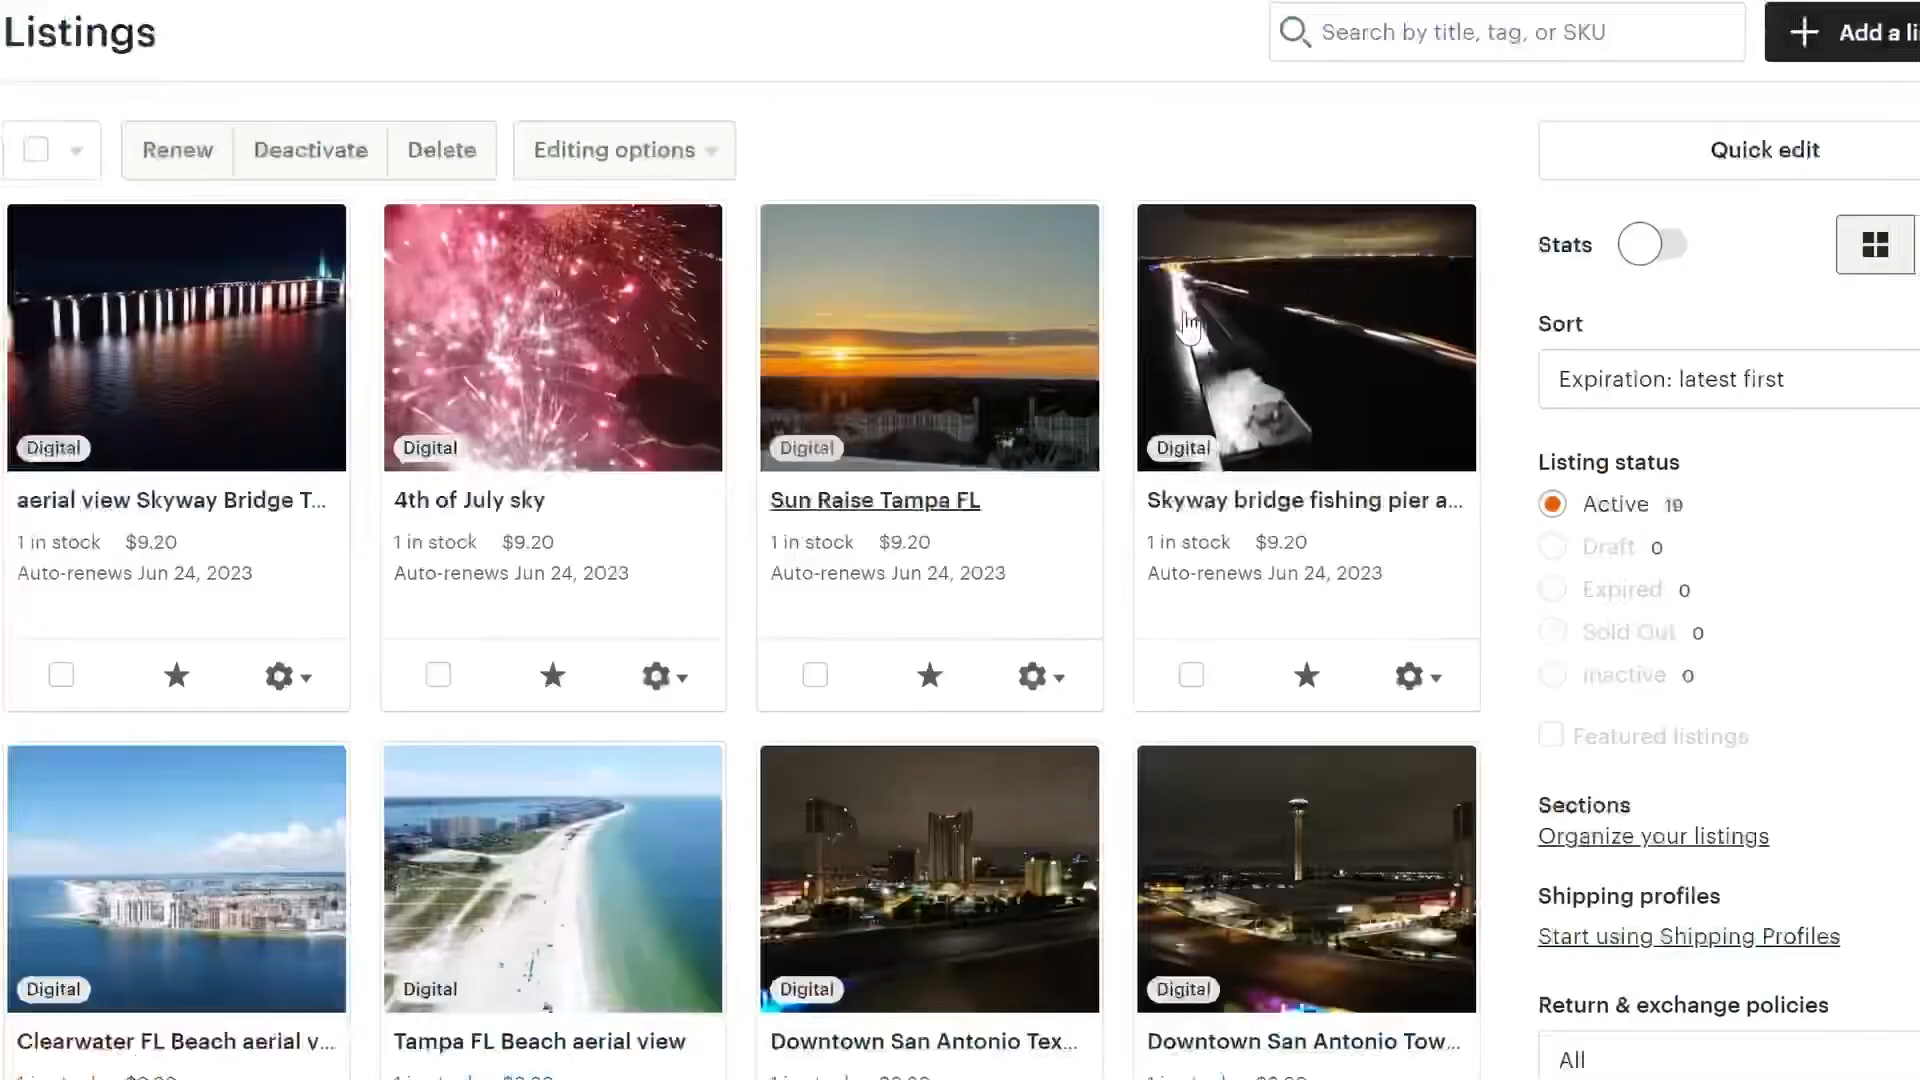 Listings
Search by title, tag, or SKU
Add a li
Renew
Deactivate
Delete
Editing options
Quick edit
Digital
Digital
Digital
Digital
aerial view Skyway Bridge T...
4th of July sky
Sun Raise Tampa FL
Skyway bridge fishing pier a...
1 in stock $9.20
1 in stock $9.20
1 in stock $9.20
1 in stock $9.20
Auto-renews Jun 24, 2023
Auto-renews Jun 24, 2023
Auto-renews Jun 24, 2023
Auto-renews Jun 24, 2023
Digital
Digital
Digital
Digital
Clearwater FL Beach aerial v...
Tampa FL Beach aerial view
Downtown San Antonio Tex...
Downtown San Antonio Tow...
Stats
Sort
Expiration: latest first
Listing status
Active 19
Draft 0
Expired 0
Sold Out 0
Inactive 0
Featured listings
Sections
Organize your listings
Shipping profiles
Start using Shipping Profiles
Return & exchange policies
All